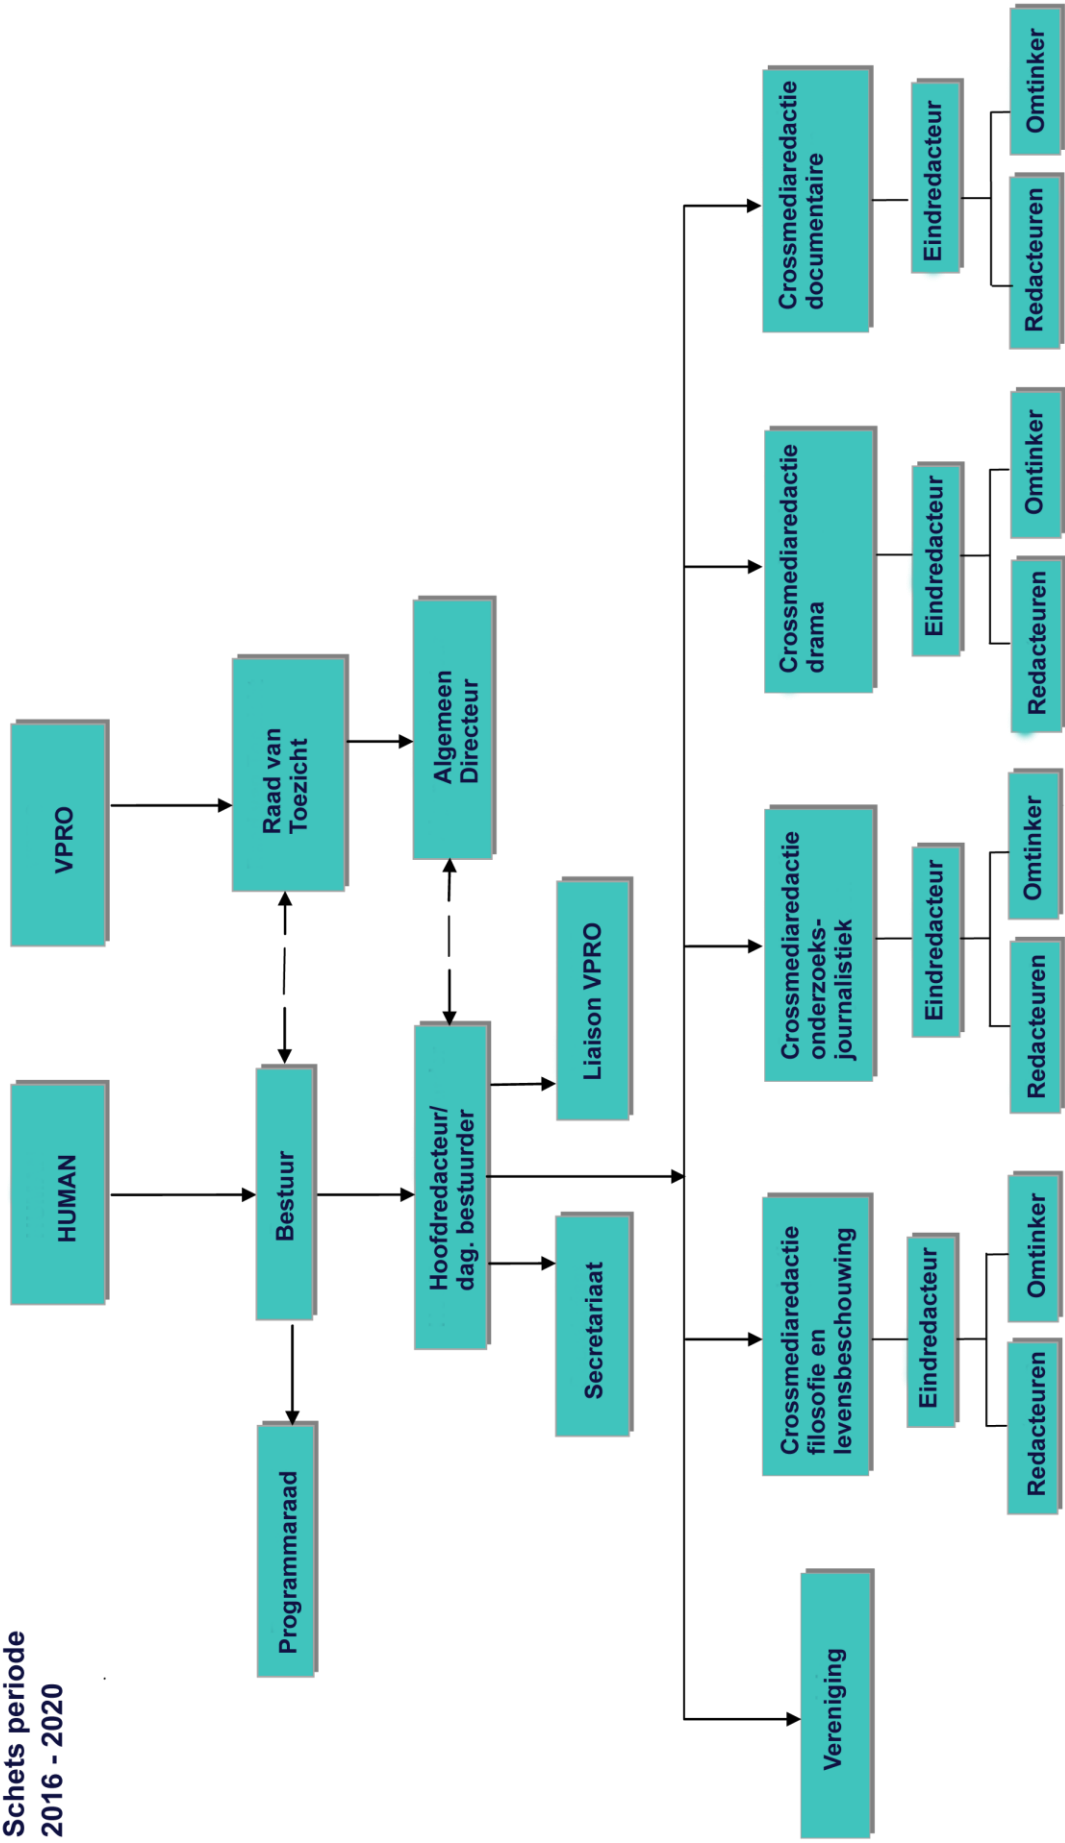 Schets periode
2016 - 2020
HUMAN
VPRO
Programmaraad
Bestuur
Raad van
Toezicht
Hoofdredacteur/
dag. bestuurder
Algemeen
Directeur
Secretariaat
Liaison VPRO
Vereniging
Crossmediaredactie
filosofie en
levensbeschouwing
Crossmediaredactie
onderzoeks-
journalistiek
Crossmediaredactie
drama
Crossmediaredactie
documentaire
Eindredacteur
Eindredacteur
Eindredacteur
Eindredacteur
Redacteuren
Omtinker
Redacteuren
Omtinker
Redacteuren
Omtinker
Redacteuren
Omtinker